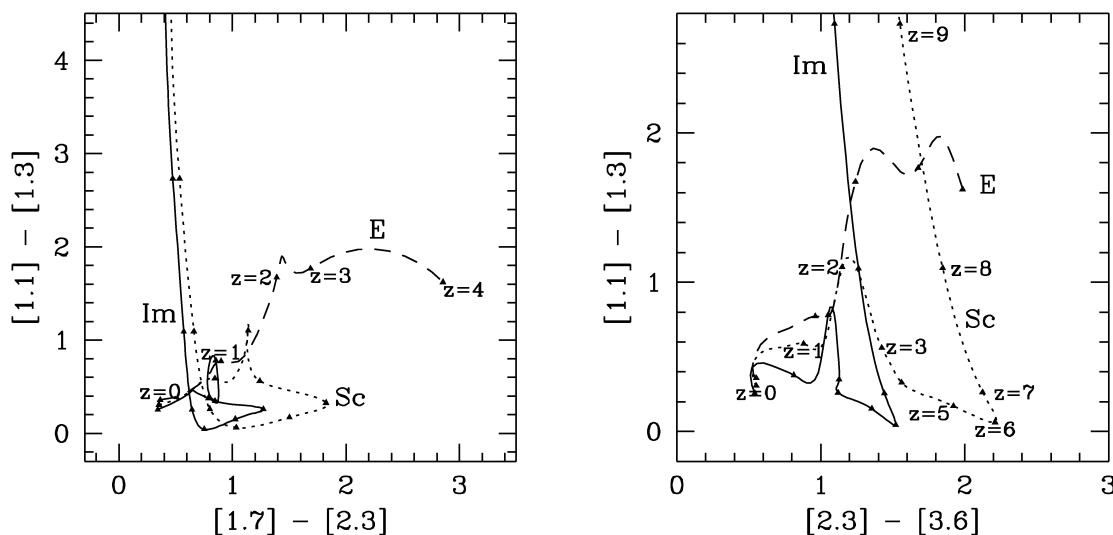 4
3
2
1
0
[1.1] − [1.3]
E
z=2
z=3
z=4
Im
z=1
z=0
Sc
0 1 2 3
[1.7] − [2.3]
2
1
0
[1.1] − [1.3]
z=9
Im
E
z=2
z=8
Sc
z=1
z=3
z=0
z=7
z=5
z=6
0 1 2 3
[2.3] − [3.6]